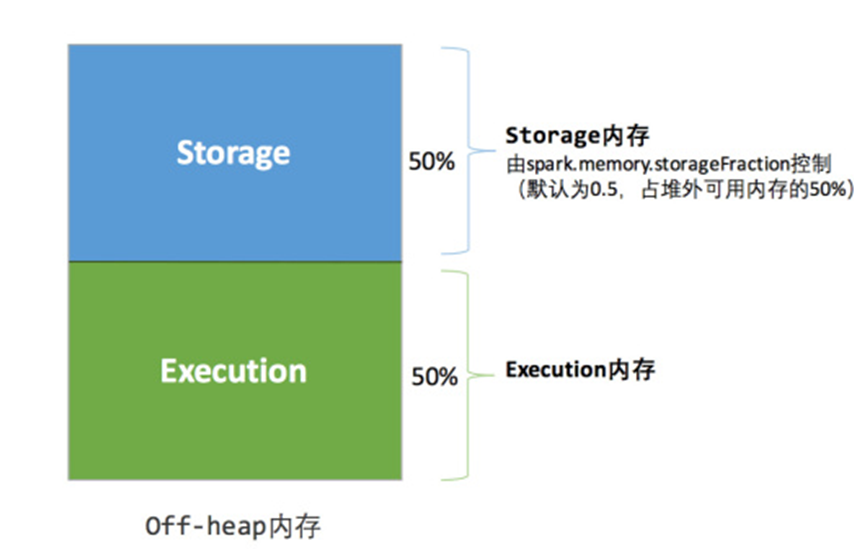 Storage
50%
Storage内存
由spark.memory.storageFraction控制
（默认为0.5，占堆外可用内存的50%）
Execution
50%
Execution内存
Off-heap内存